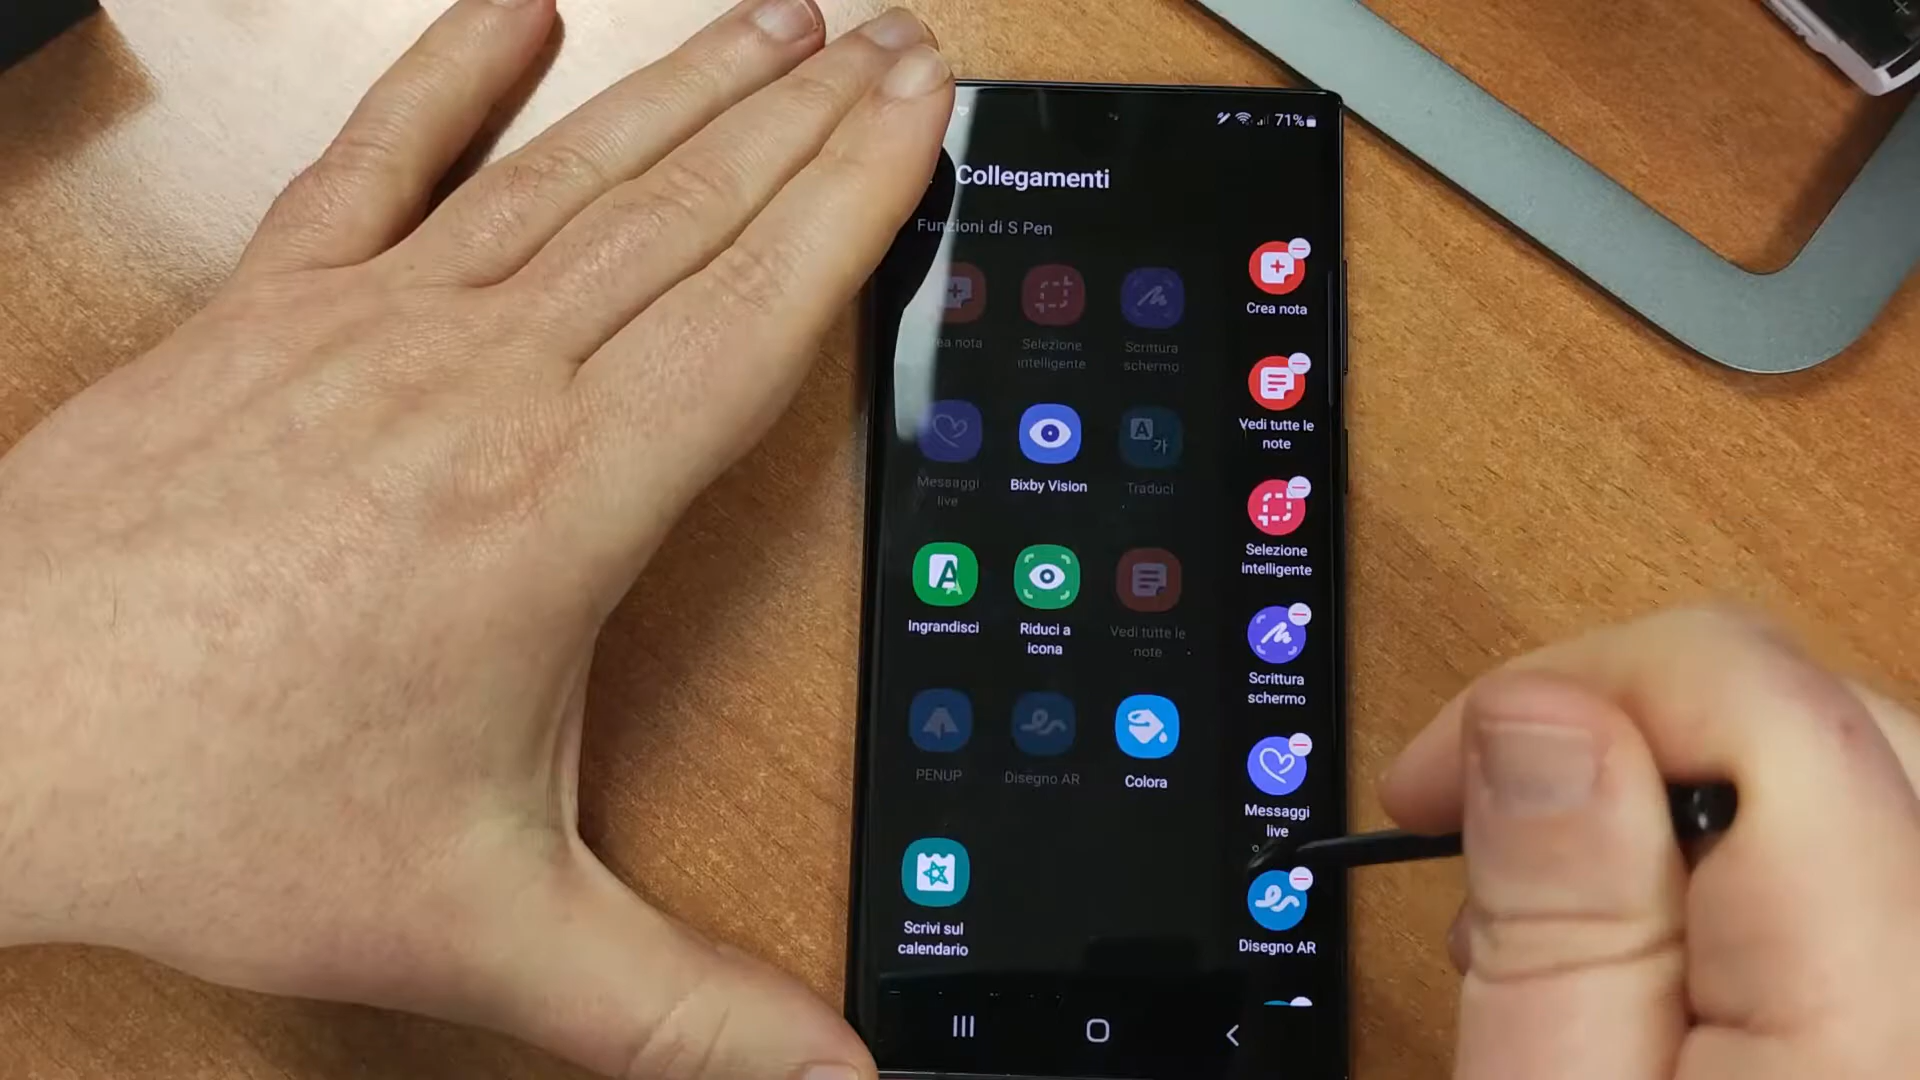 71%
Collegamenti
Funzioni di S Pen
Crea nota
Selezione
intelligente
Scrittura
schermo
Messaggi
live
Bixby Vision
Traduci
Ingrandisci
Riduci a
icona
Vedi tutte le
note
PENUP
Disegno AR
Colora
Scrivi sul
calendario
Crea nota
Vedi tutte le
note
Selezione
intelligente
Scrittura
schermo
Messaggi
live
Disegno AR